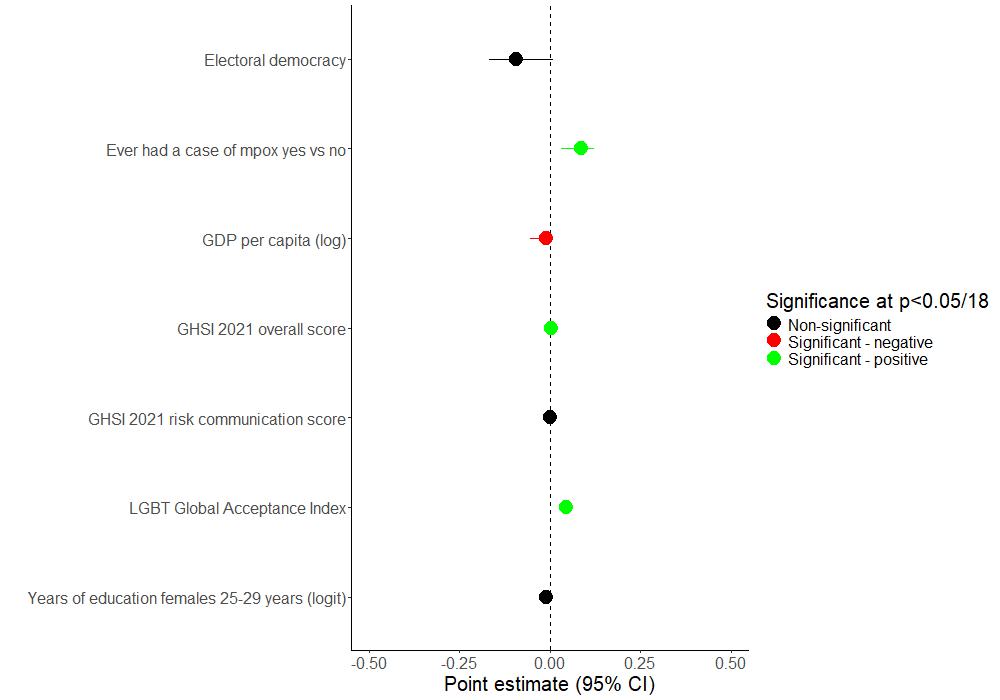 Electoral democracy
Ever had a case of mpox yes vs no
GDP per capita (log)
GHSI 2021 overall score
GHSI 2021 risk communication score
LGBT Global Acceptance Index
Years of education females 25-29 years (logit)
-0.50 -0.25 0.00 0.25 0.50
Point estimate (95% CI)
Significance at p<0.05/18
Non-significant
Significant - negative
Significant - positive